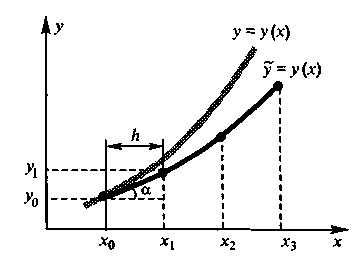 y
y = y (x)
ỹ = y (x)
h
y₁
α
y₀
x₀ x₁ x₂ x₃ x